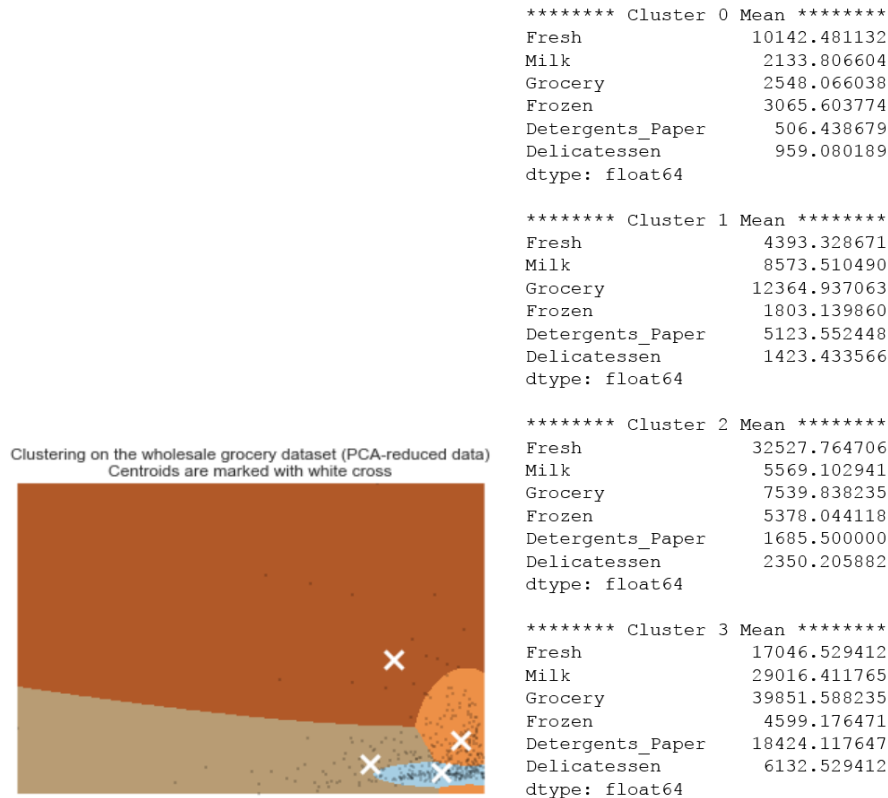 ******** Cluster 0 Mean ********
Fresh 10142.481132
Milk 2133.806604
Grocery 2548.066038
Frozen 3065.603774
Detergents_Paper 506.438679
Delicatessen 959.080189
dtype: float64
******** Cluster 1 Mean ********
Fresh 4393.328671
Milk 8573.510490
Grocery 12364.937063
Frozen 1803.139860
Detergents_Paper 5123.552448
Delicatessen 1423.433566
dtype: float64
******** Cluster 2 Mean ********
Fresh 32527.764706
Milk 5569.102941
Grocery 7539.838235
Frozen 5378.044118
Detergents_Paper 1685.500000
Delicatessen 2350.205882
dtype: float64
******** Cluster 3 Mean ********
Fresh 17046.529412
Milk 29016.411765
Grocery 39851.588235
Frozen 4599.176471
Detergents_Paper 18424.117647
Delicatessen 6132.529412
dtype: float64
Clustering on the wholesale grocery dataset (PCA-reduced data)
Centroids are marked with white cross